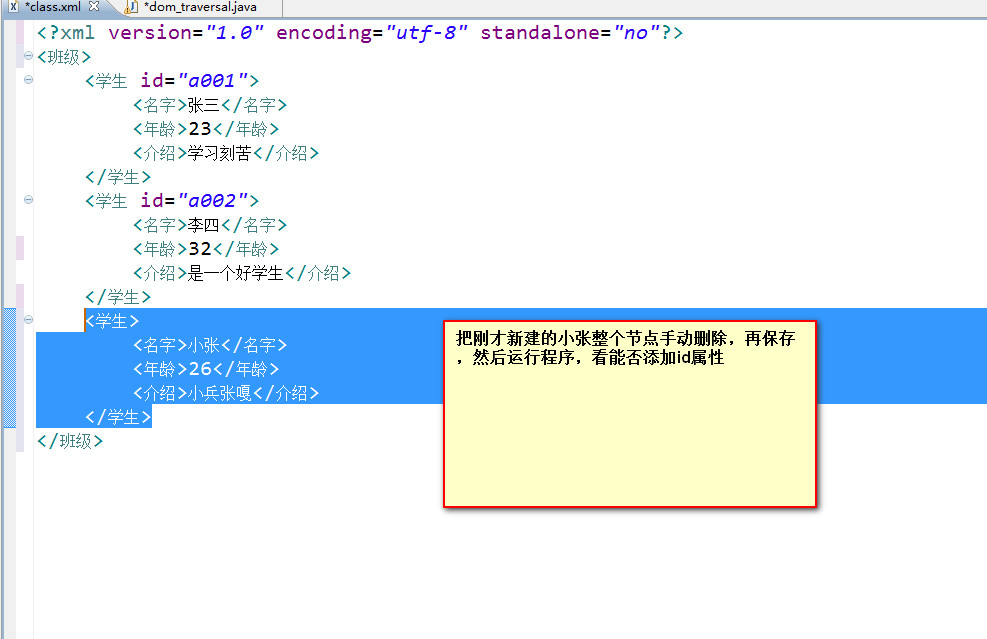 *class.xml *dom_traversal.java
<?xml version="1.0" encoding="utf-8" standalone="no"?>
<班级>
<学生 id="a001">
<名字>张三</名字>
<年龄>23</年龄>
<介绍>学习刻苦</介绍>
</学生>
<学生 id="a002">
<名字>李四</名字>
<年龄>32</年龄>
<介绍>是一个好学生</介绍>
</学生>
<学生>
<名字>小张</名字>
<年龄>26</年龄>
<介绍>小兵张嘎</介绍>
</学生>
</班级>
把刚才新建的小张整个节点手动删除，再保存
，然后运行程序，看能否添加id属性